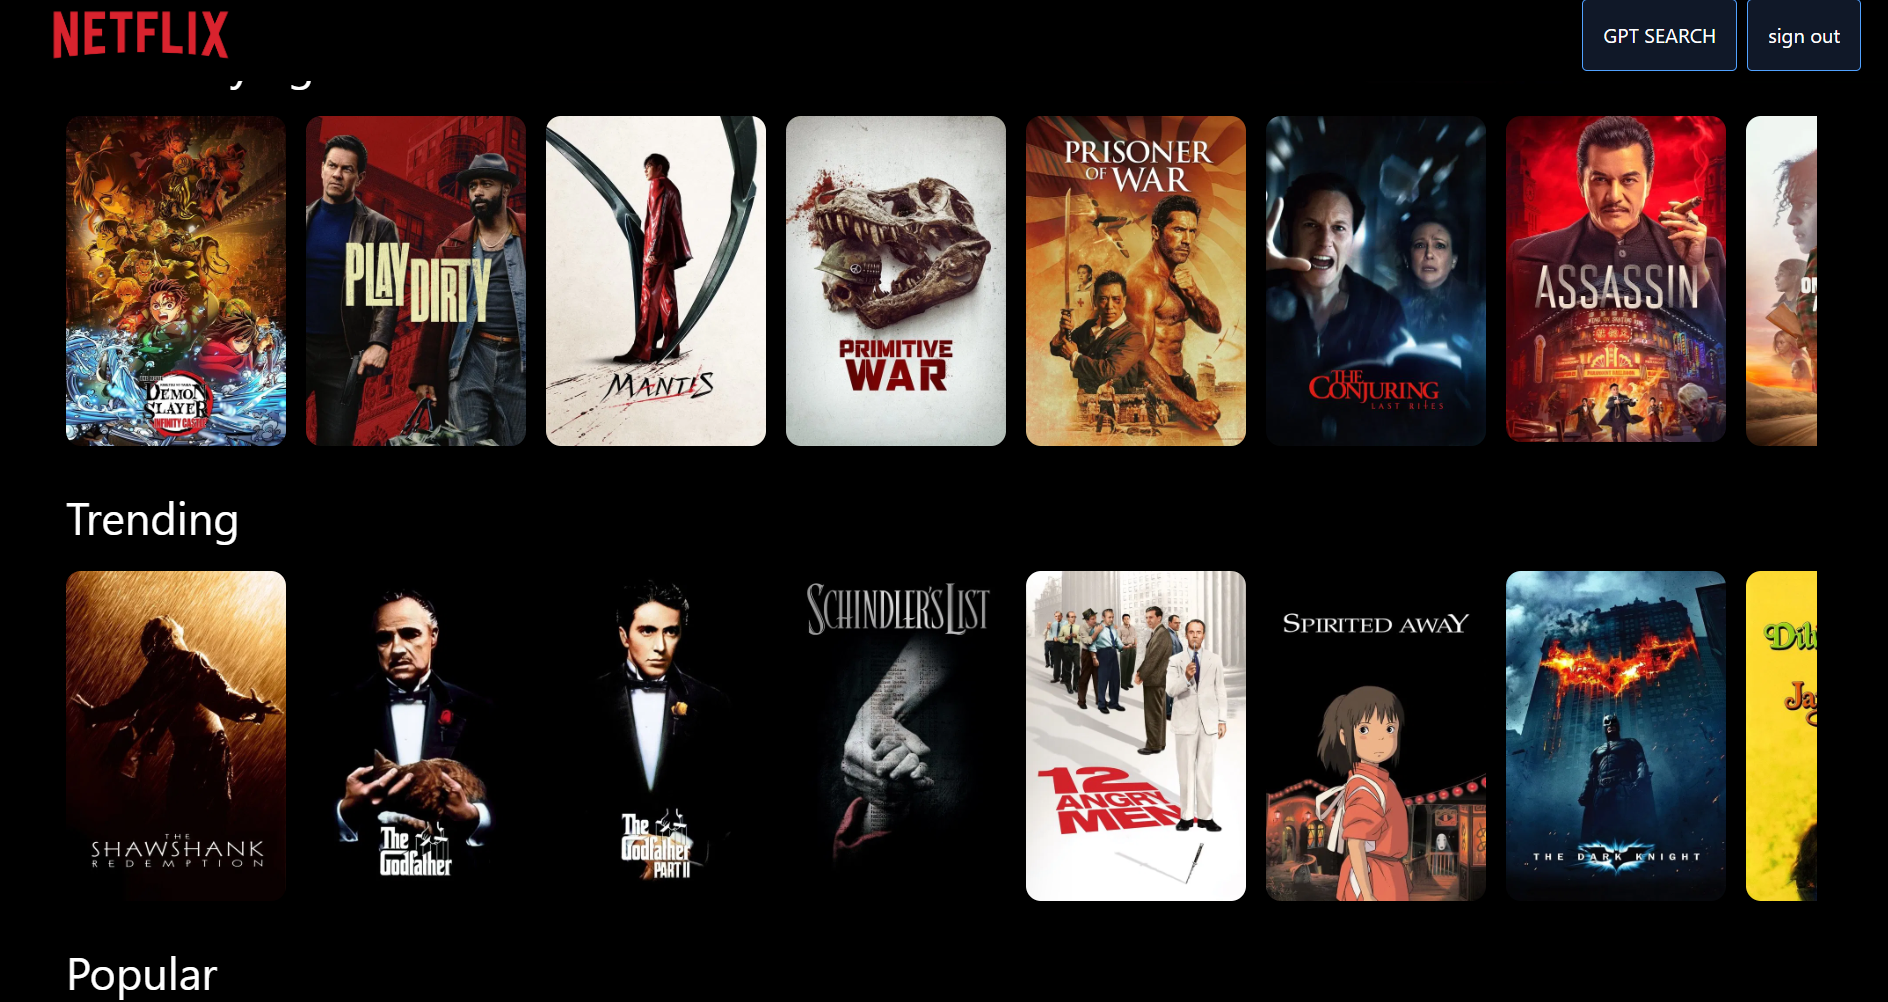 NETFLIX
GPT SEARCH
sign out
PLAY
DIRTY
MANTIS
PRIMITIVE
WAR
PRISONER
OF WAR
THE
CONJURING
LAST RITES
ASSASSIN
DEMON
SLAYER
INFINITY CASTLE
Trending
THE
SHAWSHANK
REDEMPTION
The
Godfather
The
Godfather
PART II
SCHINDLER'S LIST
12
ANGRY
MEN
SPIRITED AWAY
THE DARK KNIGHT
Dil
Ja
Popular